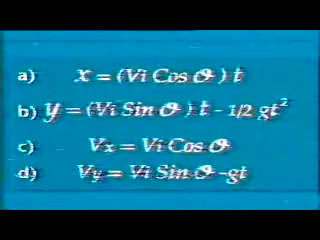 a) x = (Vi Cos θ) t
b) y = (Vi Sin θ) t - 1/2 gt²
c) Vx = Vi Cos θ
d) Vy = Vi Sin θ -gt